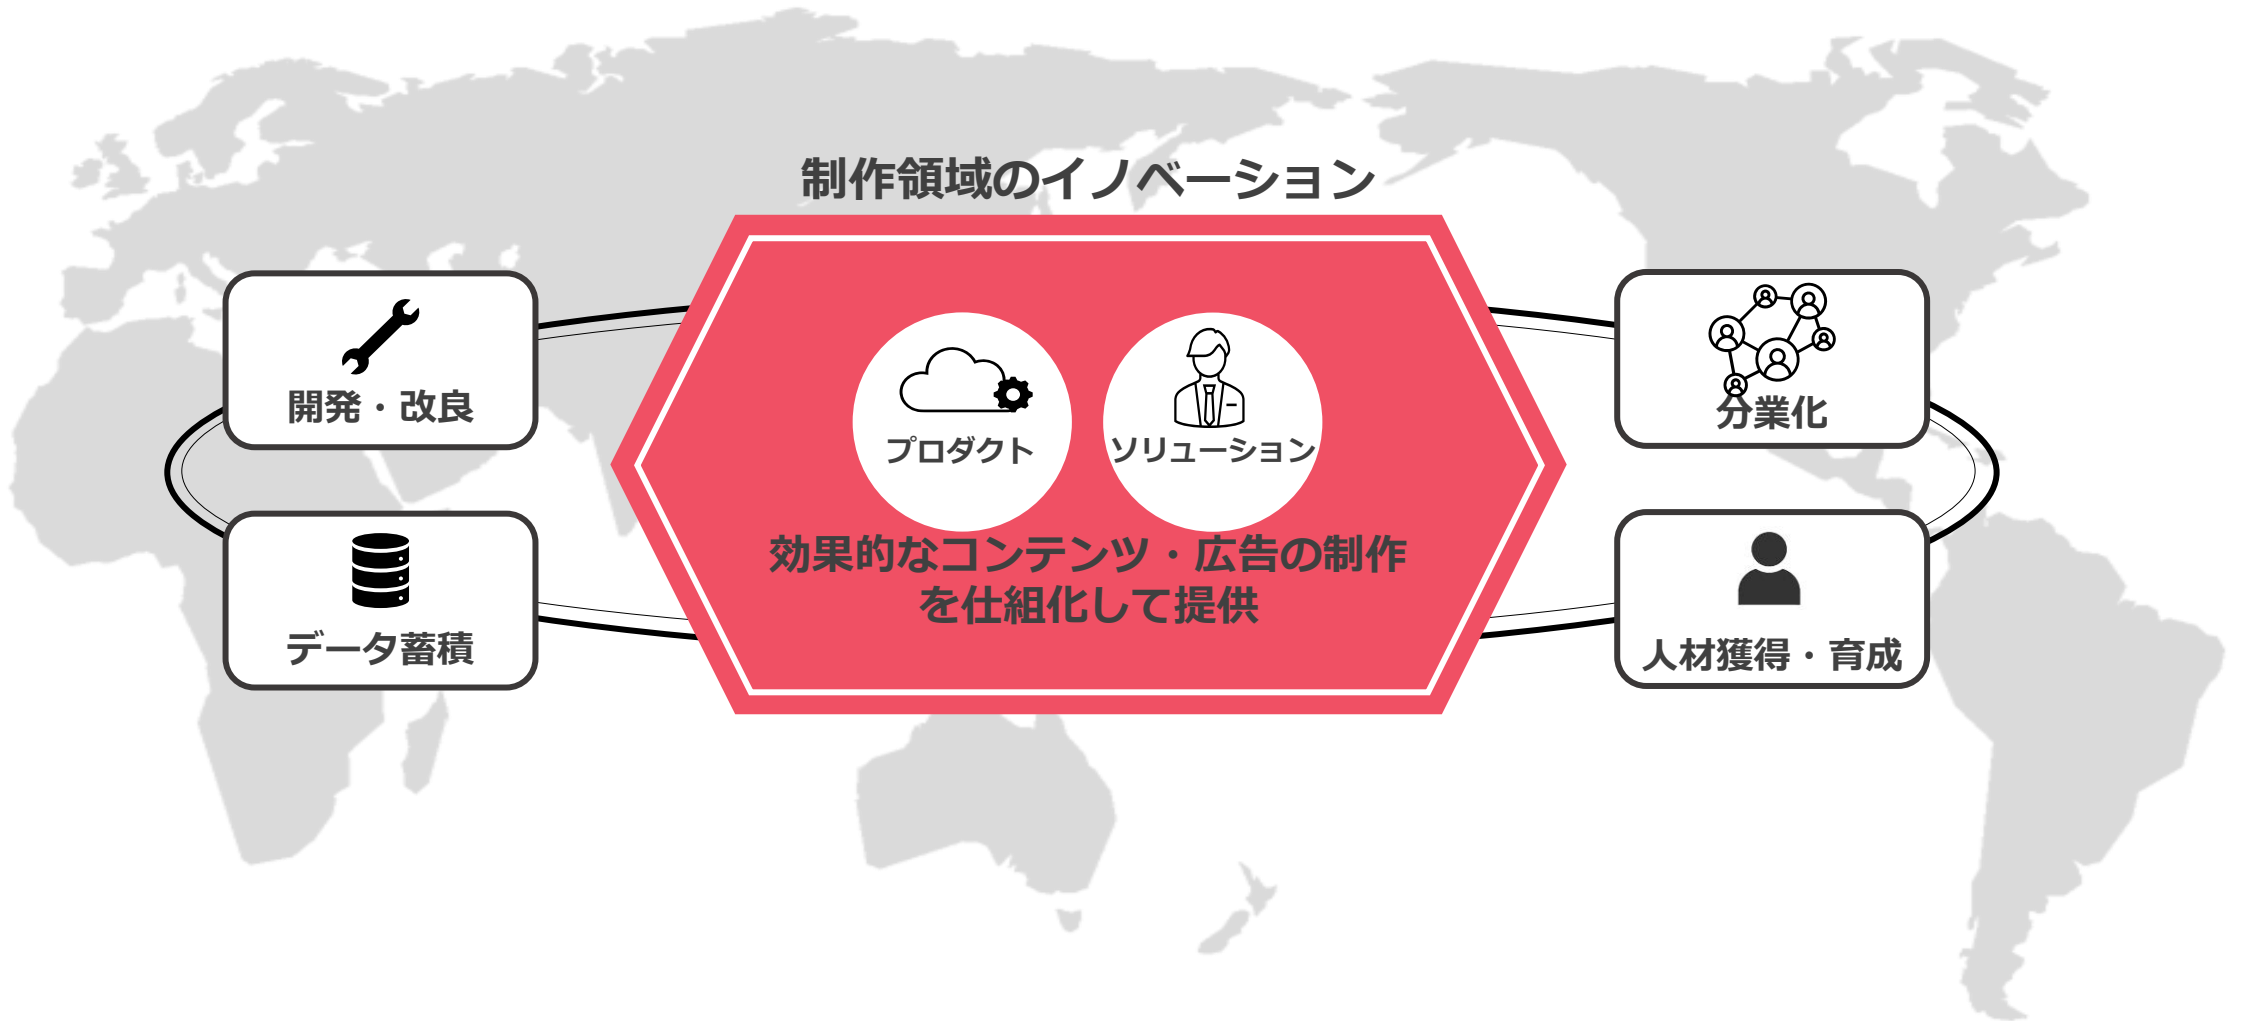 制作領域のイノベーション
開発・改良
データ蓄積
プロダクト
ソリューション
効果的なコンテンツ・広告の制作
を仕組化して提供
分業化
人材獲得・育成